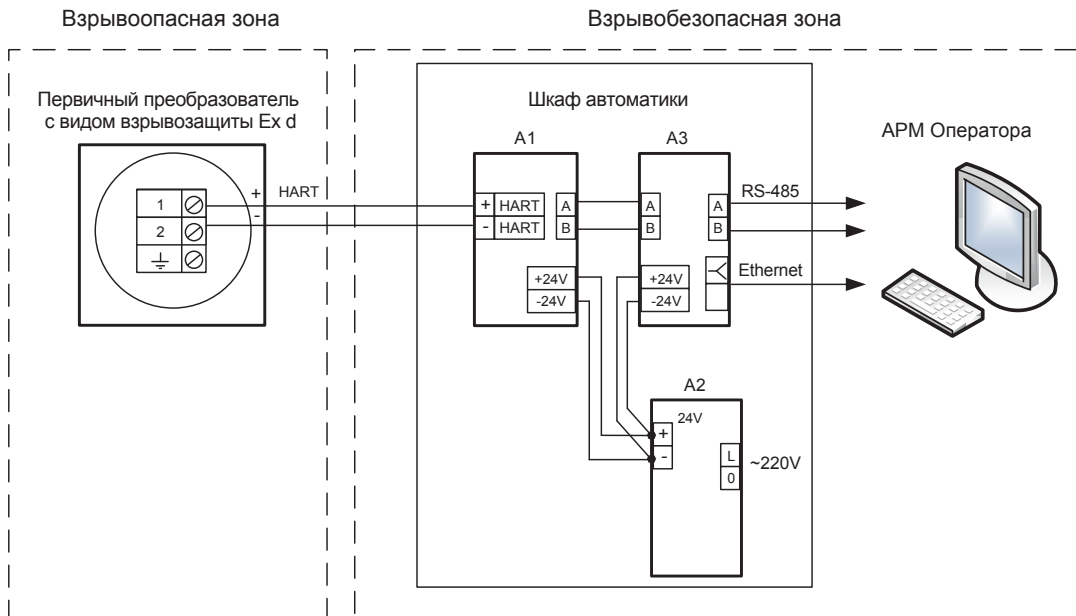 Взрывоопасная зона
Взрывобезопасная зона
Первичный преобразователь
с видом взрывозащиты Ex d
Шкаф автоматики
АРМ Оператора
A1
A3
1
2
+
-
HART
+ HART
- HART
A
B
A
B
A
B
RS-485
+24V
-24V
+24V
-24V
Ethernet
A2
24V
+
-
L
0
~220V